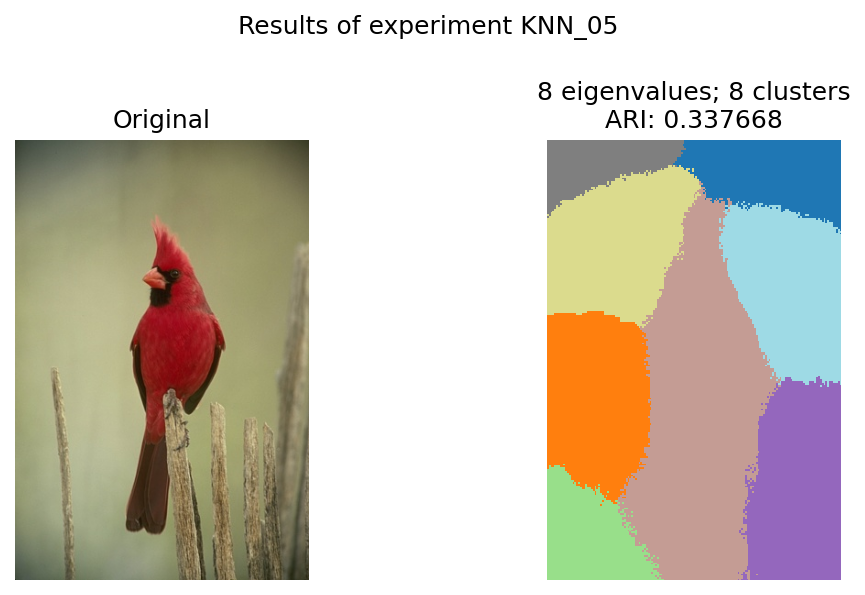 Results of experiment KNN_05
Original
8 eigenvalues; 8 clusters
ARI: 0.337668